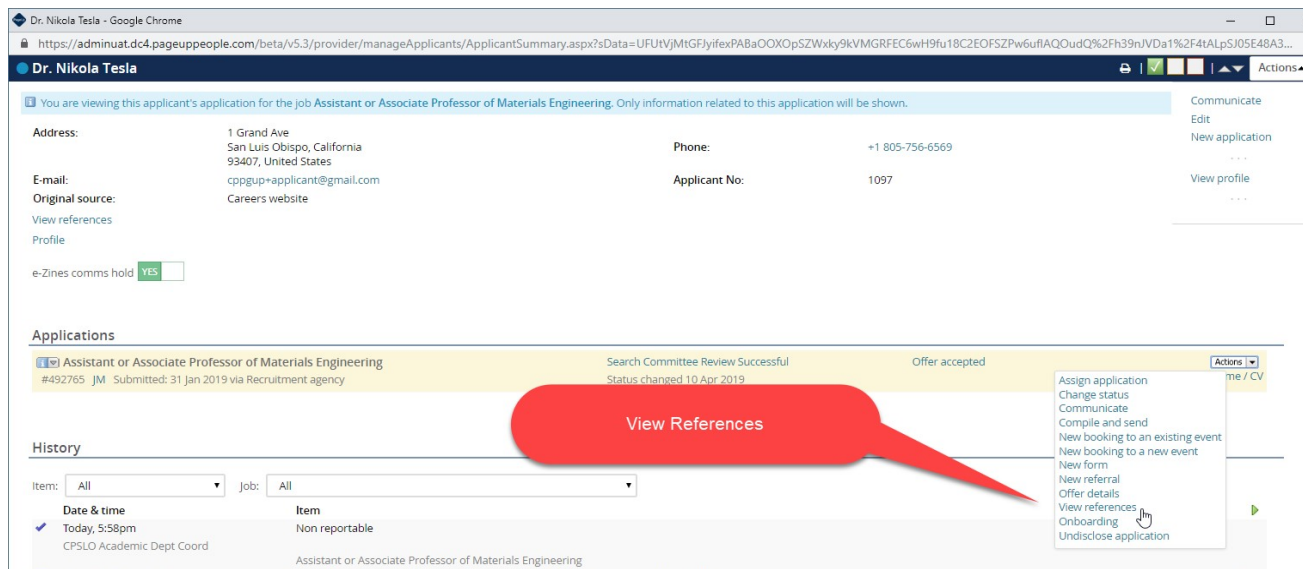 Dr. Nikola Tesla - Google Chrome
https://adminuat.dc4.pageuppeople.com/beta/v5.3/provider/manageApplicants/ApplicantSummary.aspx?sData=UFUtVjMtGFJyifexPABaOOXOpSZWxky9kVMGRFEC6wH9fu18C2EOFSZPw6uflAQOudQ%2Fh39nJVDa1%2F4tALpSJ05E48A3...
Dr. Nikola Tesla
Actions
You are viewing this applicant's application for the job Assistant or Associate Professor of Materials Engineering. Only information related to this application will be shown.
Communicate
Edit
New application
. . .
View profile
. . .
Address: 1 Grand Ave
San Luis Obispo, California
93407, United States
Phone: +1 805-756-6569
E-mail: cppgup+applicant@gmail.com
Applicant No: 1097
Original source: Careers website
View references
Profile
e-Zines comms hold YES
Applications
Assistant or Associate Professor of Materials Engineering Search Committee Review Successful Offer accepted Actions
#492765 JM Submitted: 31 Jan 2019 via Recruitment agency Status changed 10 Apr 2019 me / CV
Assign application
Change status
Communicate
Compile and send
New booking to an existing event
New booking to a new event
New form
New referral
Offer details
View references
Onboarding
Undisclose application
View References
History
Item: All Job: All
Date & time Item
Today, 5:58pm Non reportable
CPSLO Academic Dept Coord
Assistant or Associate Professor of Materials Engineering